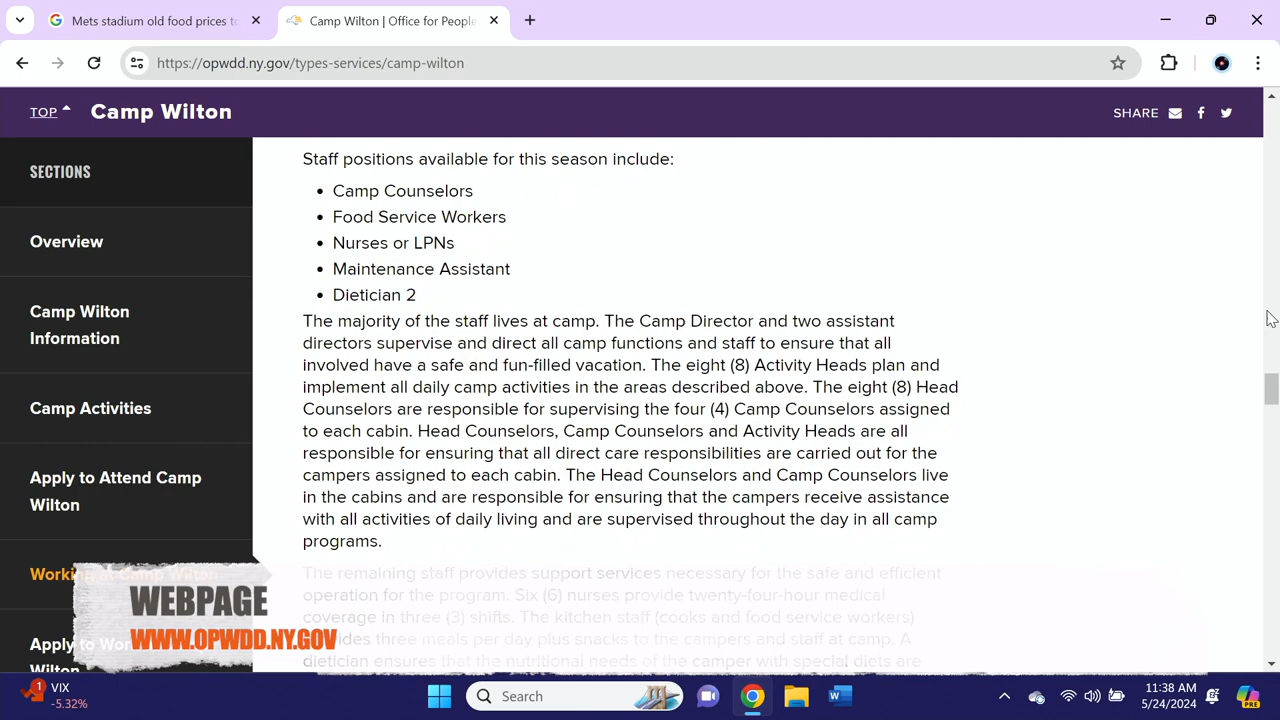 Mets stadium old food prices to
Camp Wilton | Office for People
https://opwdd.ny.gov/types-services/camp-wilton
TOP
Camp Wilton
SHARE
SECTIONS
Overview
Camp Wilton
Information
Camp Activities
Apply to Attend Camp
Wilton
Working at Camp Wilton
Apply to Wor
Wilton
Staff positions available for this season include:
• Camp Counselors
• Food Service Workers
• Nurses or LPNs
• Maintenance Assistant
• Dietician 2
The majority of the staff lives at camp. The Camp Director and two assistant
directors supervise and direct all camp functions and staff to ensure that all
involved have a safe and fun-filled vacation. The eight (8) Activity Heads plan and
implement all daily camp activities in the areas described above. The eight (8) Head
Counselors are responsible for supervising the four (4) Camp Counselors assigned
to each cabin. Head Counselors, Camp Counselors and Activity Heads are all
responsible for ensuring that all direct care responsibilities are carried out for the
campers assigned to each cabin. The Head Counselors and Camp Counselors live
in the cabins and are responsible for ensuring that the campers receive assistance
with all activities of daily living and are supervised throughout the day in all camp
programs.
The remaining staff provides support services necessary for the safe and efficient
operation for the program. Six (6) nurses provide twenty-four-hour medical
coverage in three (3) shifts. The kitchen staff (cooks and food service workers)
provides three meals per day plus snacks to the campers and staff at camp. A
dietician ensures that the nutritional needs of the camper with special diets are
WEBPAGE
WWW.OPWDD.NY.GOV
1
VIX
-5.32%
Search
W
PRE
11:38 AM
5/24/2024